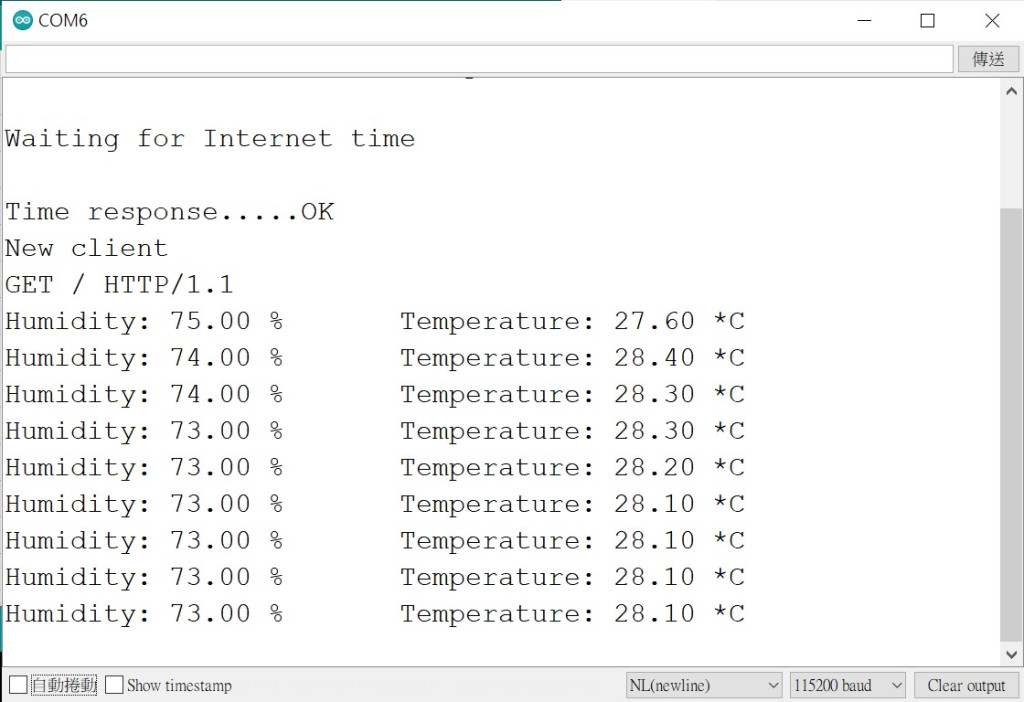 COM6
傳送
Waiting for Internet time
Time response.....OK
New client
GET / HTTP/1.1
Humidity: 75.00 % Temperature: 27.60 *C
Humidity: 74.00 % Temperature: 28.40 *C
Humidity: 74.00 % Temperature: 28.30 *C
Humidity: 73.00 % Temperature: 28.30 *C
Humidity: 73.00 % Temperature: 28.20 *C
Humidity: 73.00 % Temperature: 28.10 *C
Humidity: 73.00 % Temperature: 28.10 *C
Humidity: 73.00 % Temperature: 28.10 *C
Humidity: 73.00 % Temperature: 28.10 *C
自動捲動 Show timestamp NL(newline) 115200 baud Clear output